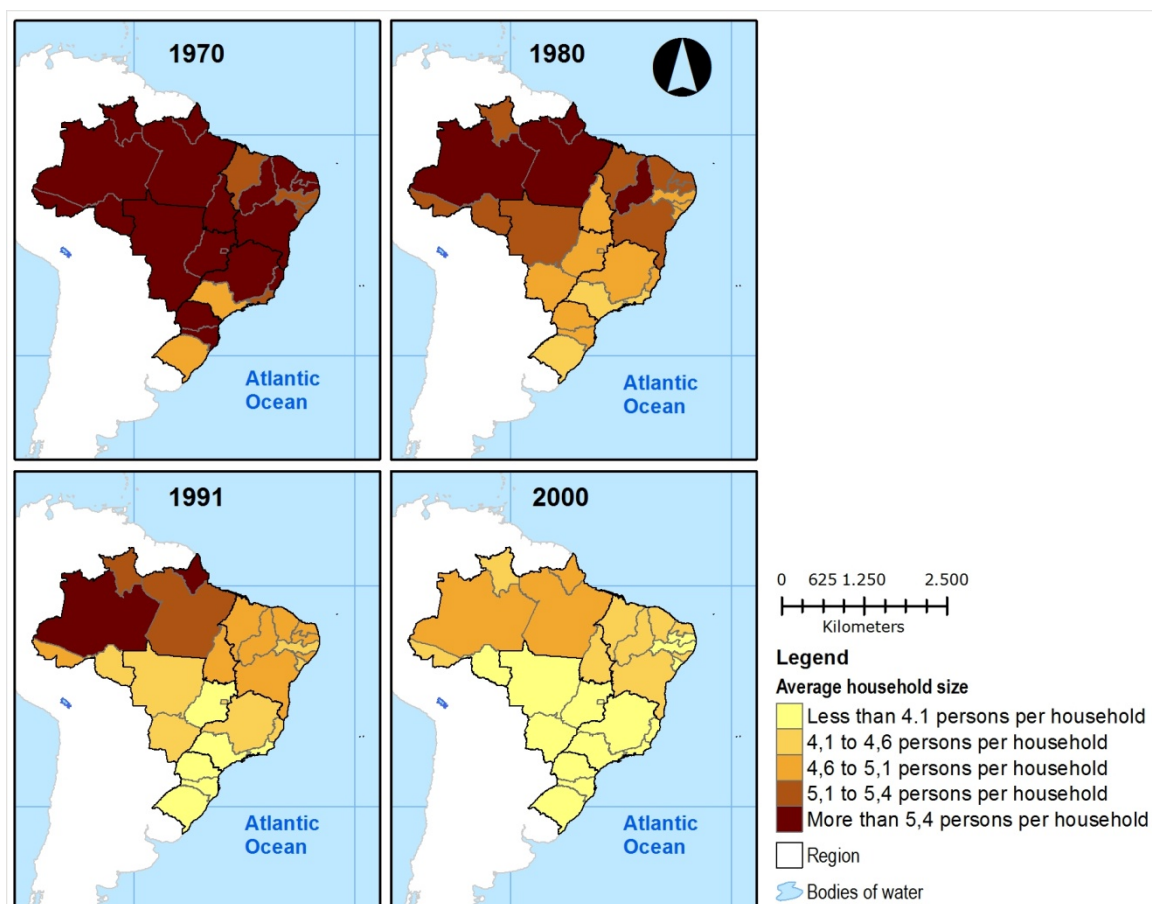 1970
1980
Atlantic
Ocean
Atlantic
Ocean
1991
2000
Atlantic
Ocean
Atlantic
Ocean
0 625 1.250 2.500
Kilometers
Legend
Average household size
Less than 4.1 persons per household
4,1 to 4,6 persons per household
4,6 to 5,1 persons per household
5,1 to 5,4 persons per household
More than 5,4 persons per household
Region
Bodies of water